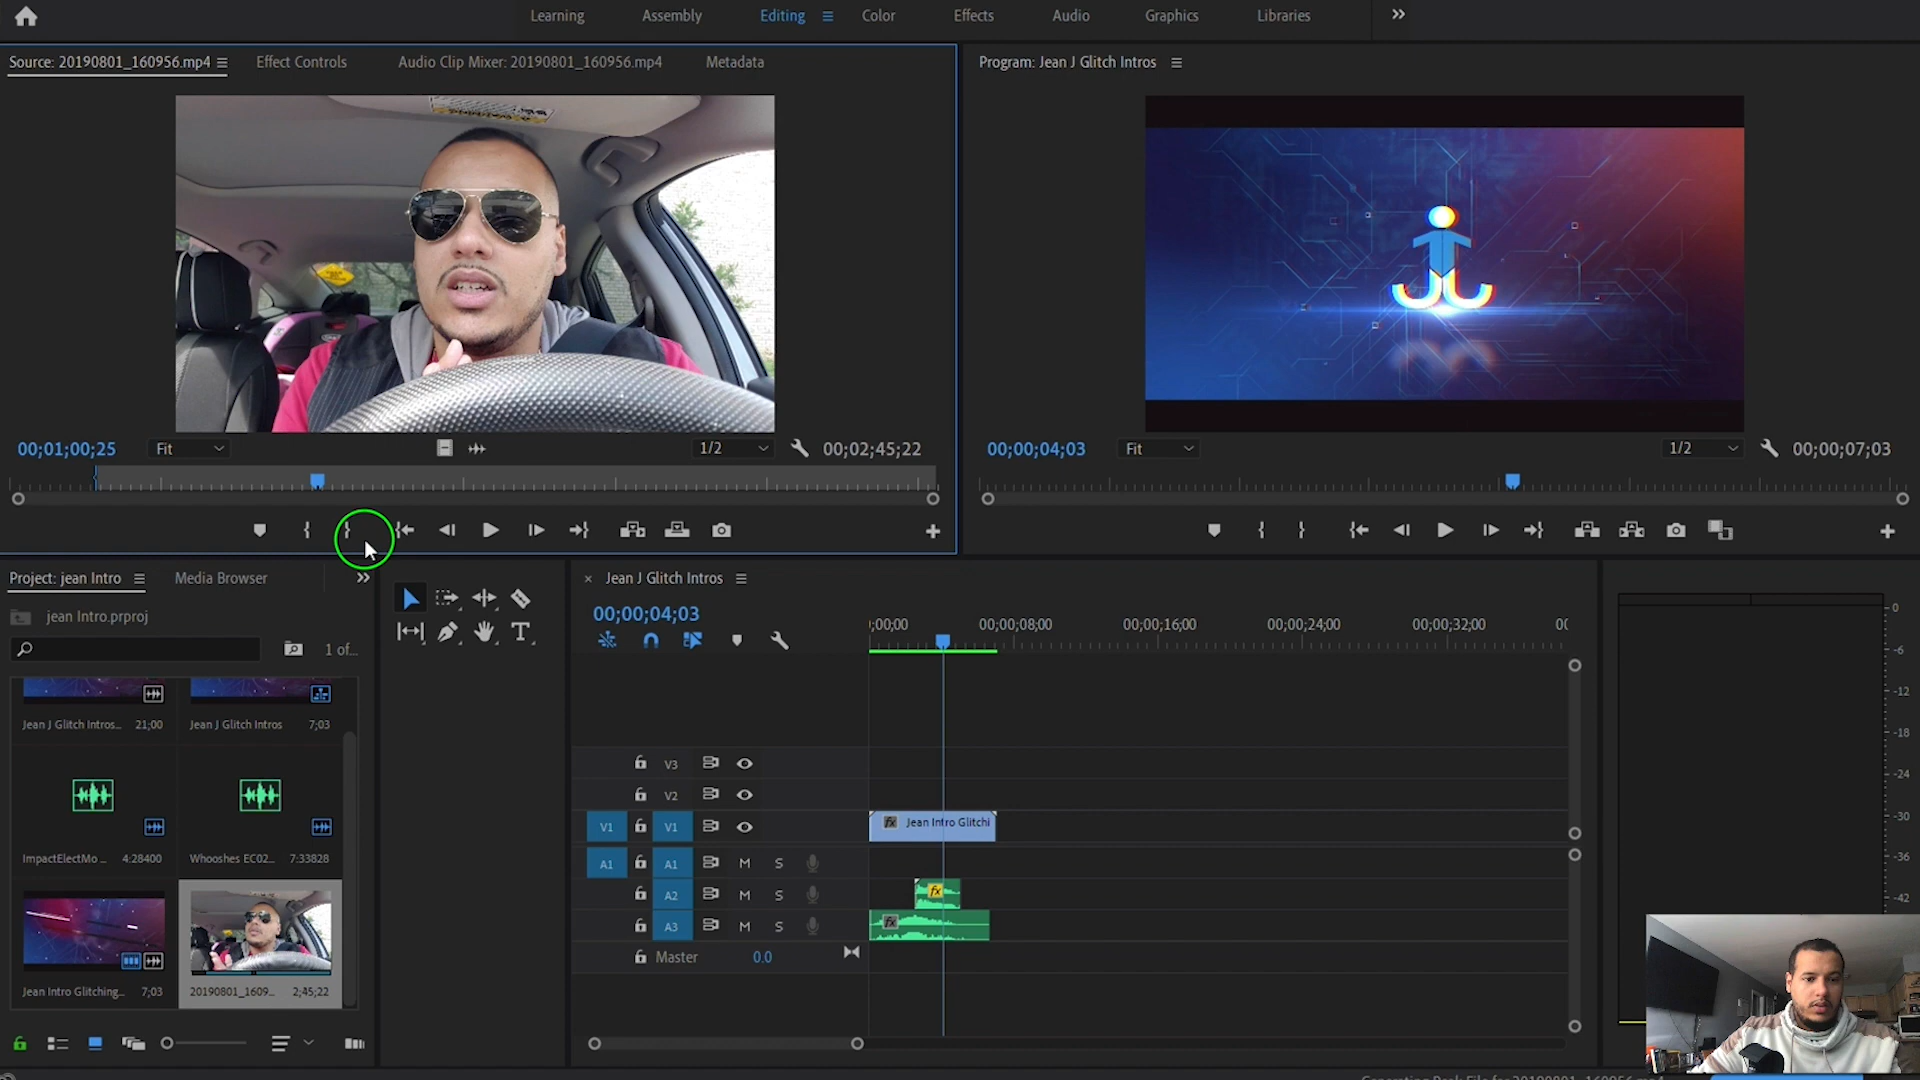 Learning Assembly Editing Color Effects Audio Graphics Libraries
Source: 20190801_160956.mp4 Effect Controls Audio Clip Mixer: 20190801_160956.mp4 Metadata
Program: Jean J Glitch Intros
00;01;00;25 Fit 1/2 00;02;45;22
00;00;04;03 Fit 1/2 00;00;07;03
Project: jean Intro Media Browser
jean Intro.prproj
1 of...
Jean J Glitch Intros... 21;00
Jean J Glitch Intros 7;03
ImpactElectMo ... 4:28400
Whooshes EC02... 7:33828
Jean Intro Glitching... 7;03
20190801_1609... 2;45;22
Jean J Glitch Intros
00;00;04;03
;00;00 00;00;08;00 00;00;16;00 00;00;24;00 00;00;32;00 00
V3
V2
V1 V1 fx Jean Intro Glitchi
A1 A1 M S
A2 M S fx
A3 M S fx
Master 0.0
0
-6
-12
-18
-24
-30
-36
-42